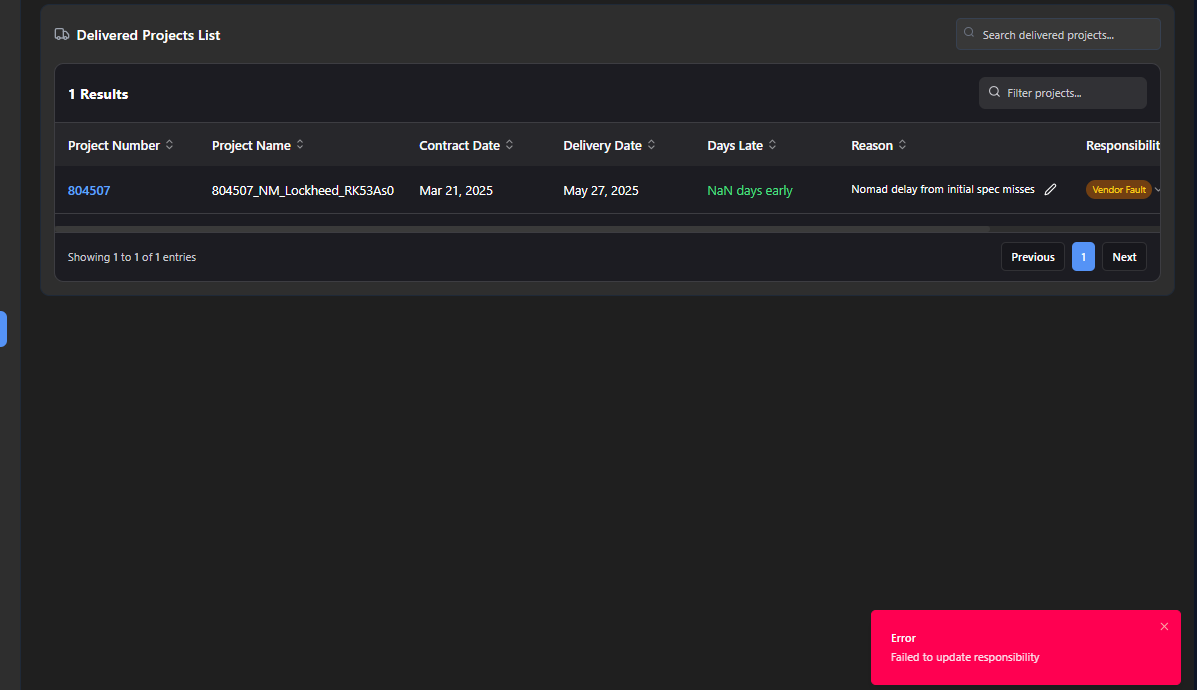 Delivered Projects List
Search delivered projects...
1 Results
Filter projects...
Project Number Project Name Contract Date Delivery Date Days Late Reason Responsibilit
804507 804507_NM_Lockheed_RK53As0 Mar 21, 2025 May 27, 2025 NaN days early Nomad delay from initial spec misses Vendor Fault
Showing 1 to 1 of 1 entries
Previous 1 Next
Error
Failed to update responsibility